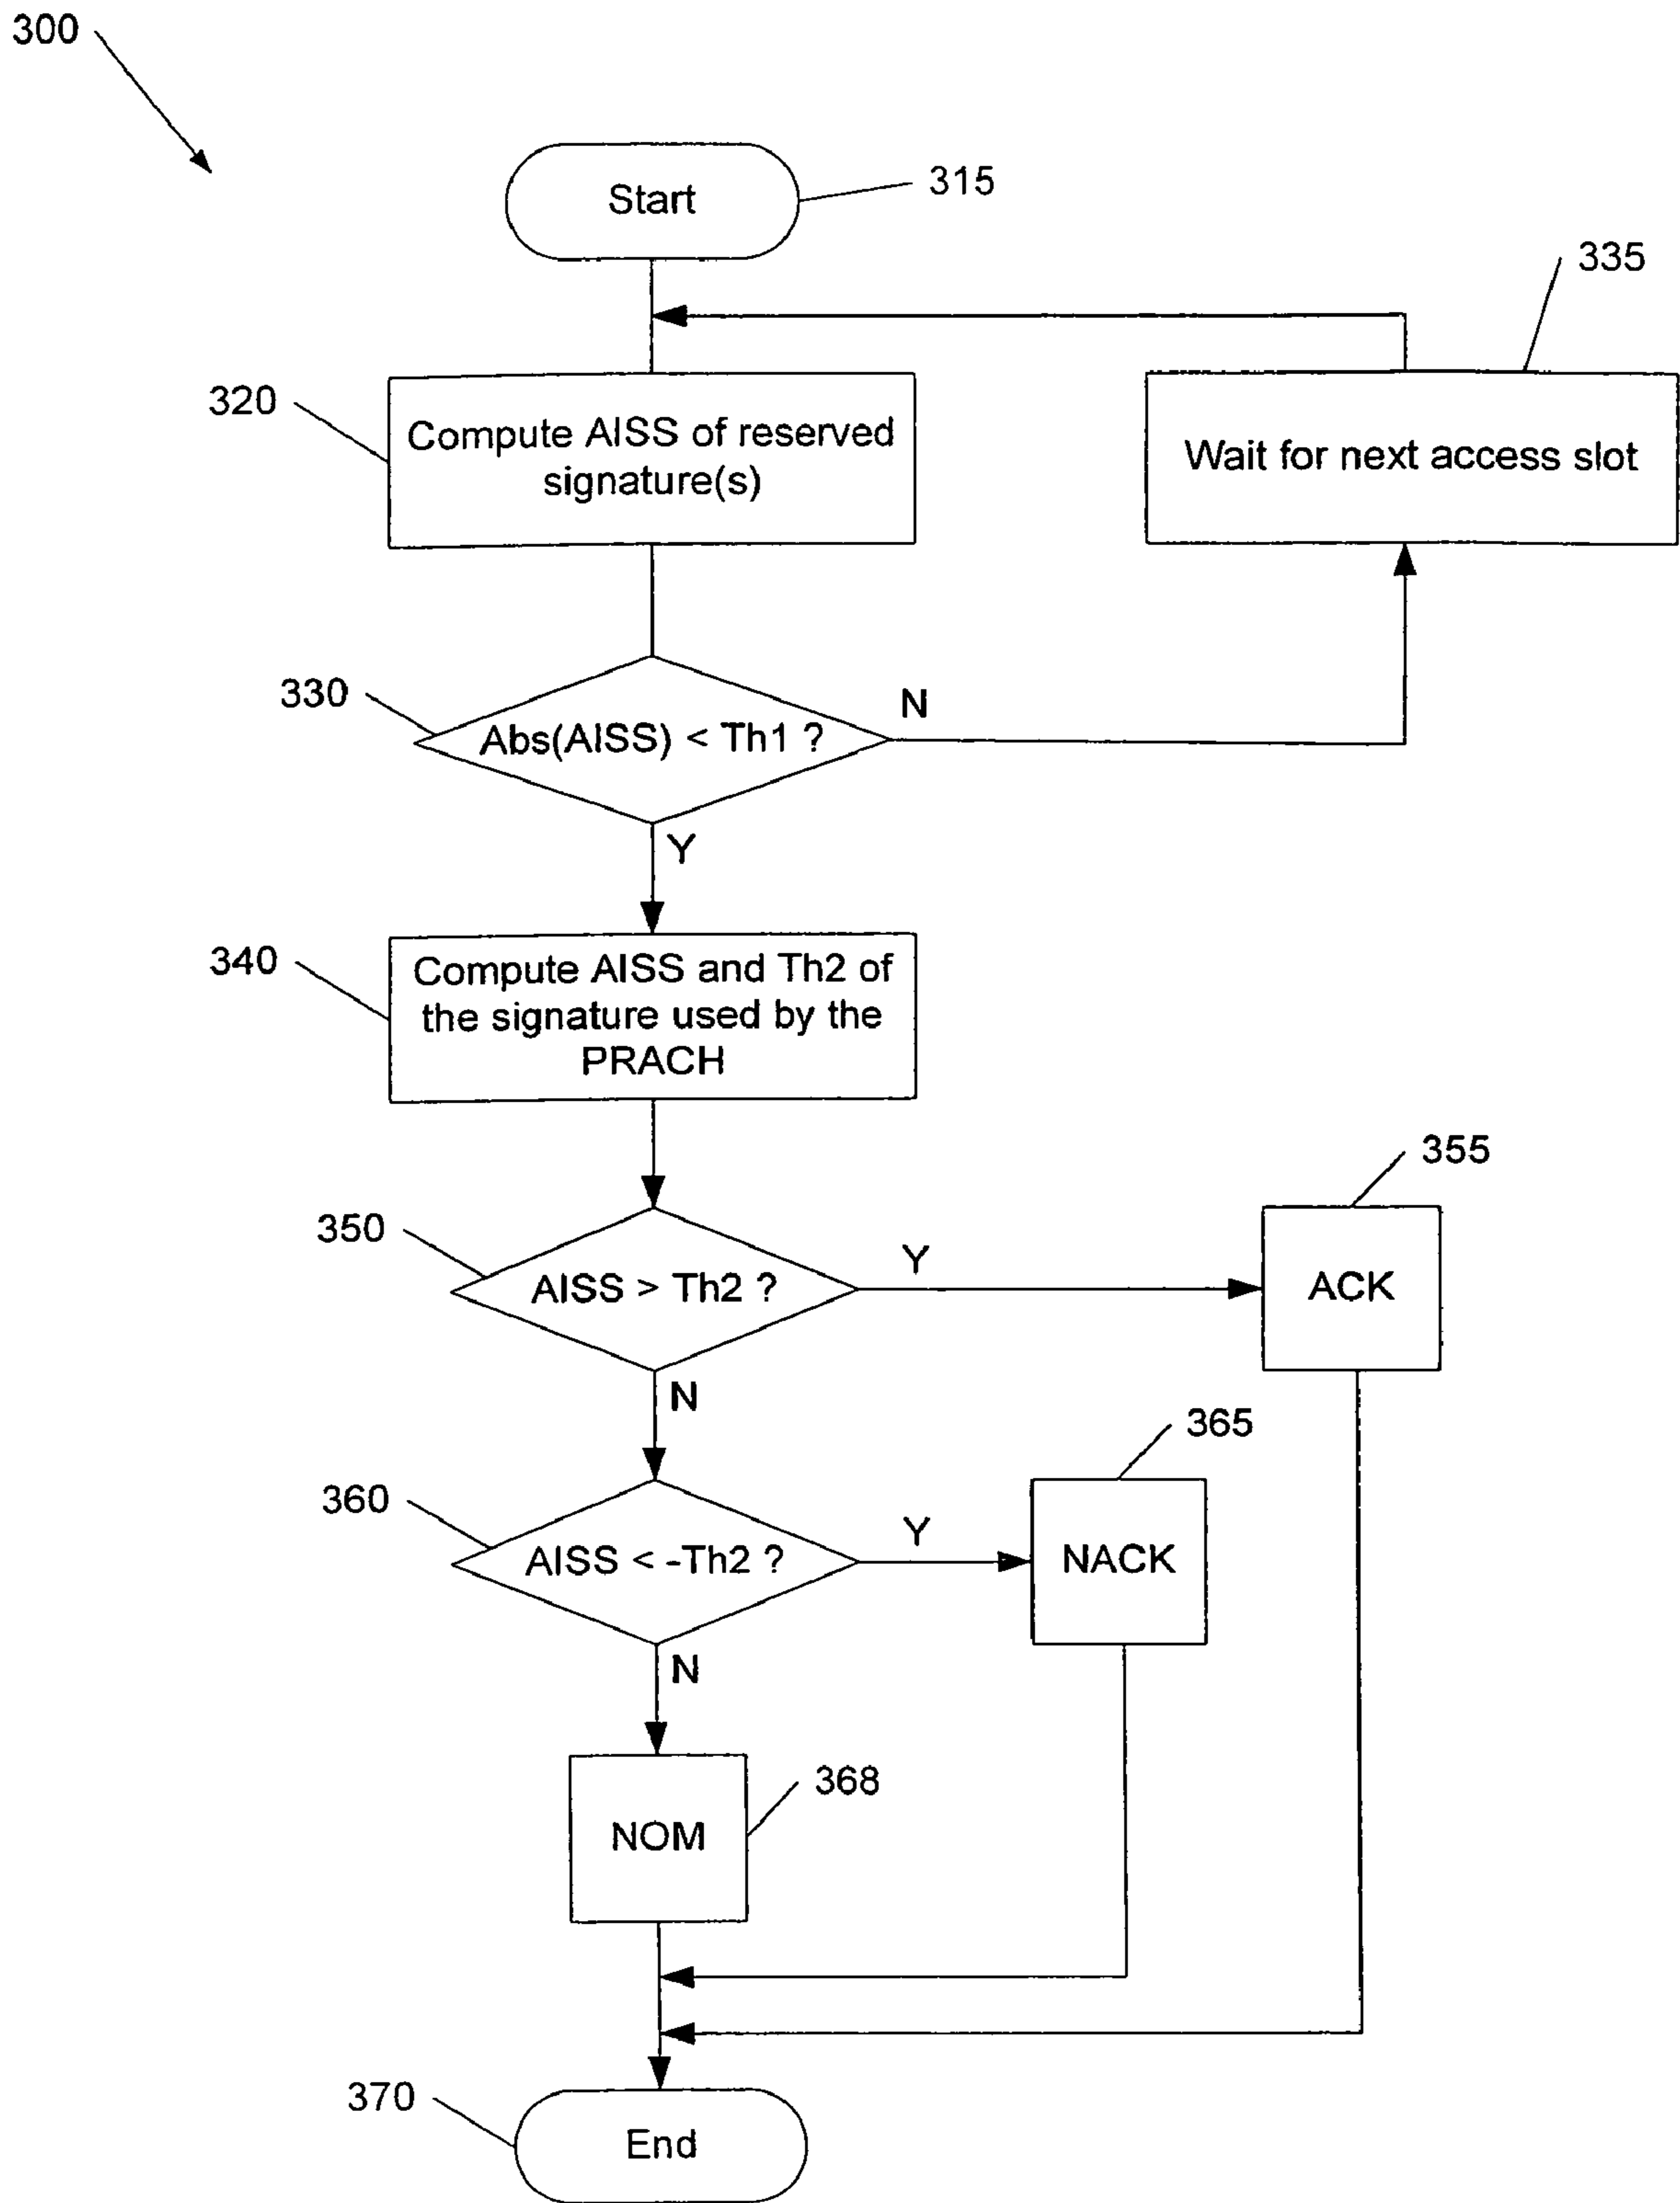 300
Start
315
335
320
Compute AISS of reserved
signature(s)
Wait for next access slot
330
Abs(AISS) < Th1 ?
N
Y
340
Compute AISS and Th2 of
the signature used by the
PRACH
355
350
AISS > Th2 ?
Y
ACK
N
365
360
AISS < -Th2 ?
Y
NACK
N
368
NOM
370
End